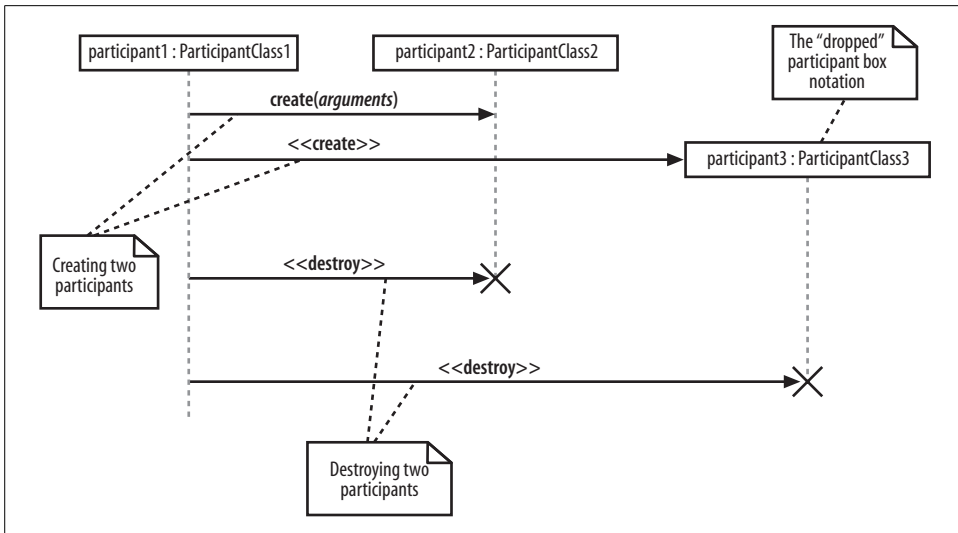 participant1 : ParticipantClass1
participant2 : ParticipantClass2
The “dropped”
participant box
notation
create(arguments)
<<create>>
participant3 : ParticipantClass3
Creating two
participants
<<destroy>>
<<destroy>>
Destroying two
participants